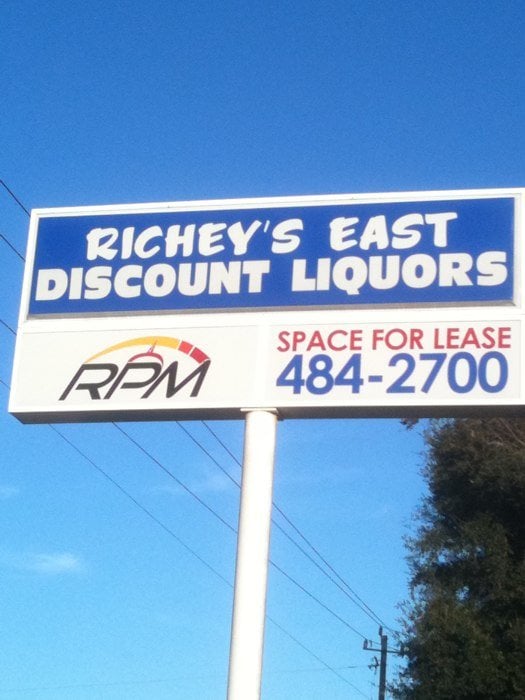 RICHEY'S EAST
DISCOUNT LIQUORS
RPM
SPACE FOR LEASE
484-2700